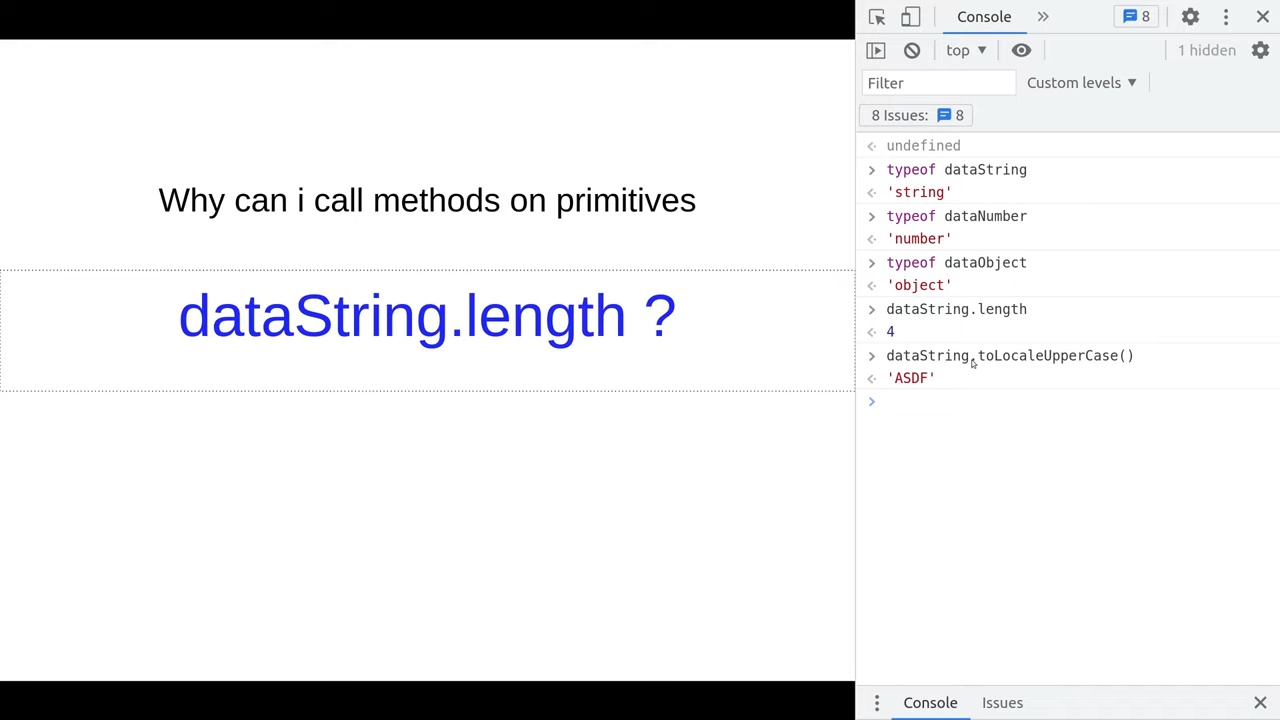 Why can i call methods on primitives
dataString.length ?
Console
8
top
1 hidden
Filter
Custom levels
8 Issues: 8
undefined
typeof dataString
'string'
typeof dataNumber
'number'
typeof dataObject
'object'
dataString.length
4
dataString.toLocaleUpperCase()
'ASDF'
Console Issues